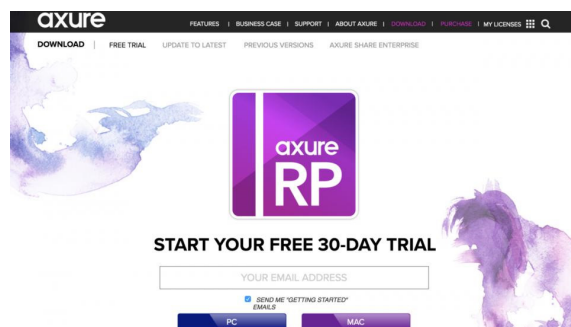 axure
FEATURES | BUSINESS CASE | SUPPORT | ABOUT AXURE | DOWNLOAD | PURCHASE | MY LICENSES
DOWNLOAD | FREE TRIAL UPDATE TO LATEST PREVIOUS VERSIONS AXURE SHARE ENTERPRISE
axure
RP
START YOUR FREE 30-DAY TRIAL
YOUR EMAIL ADDRESS
SEND ME "GETTING STARTED"
EMAILS
PC MAC